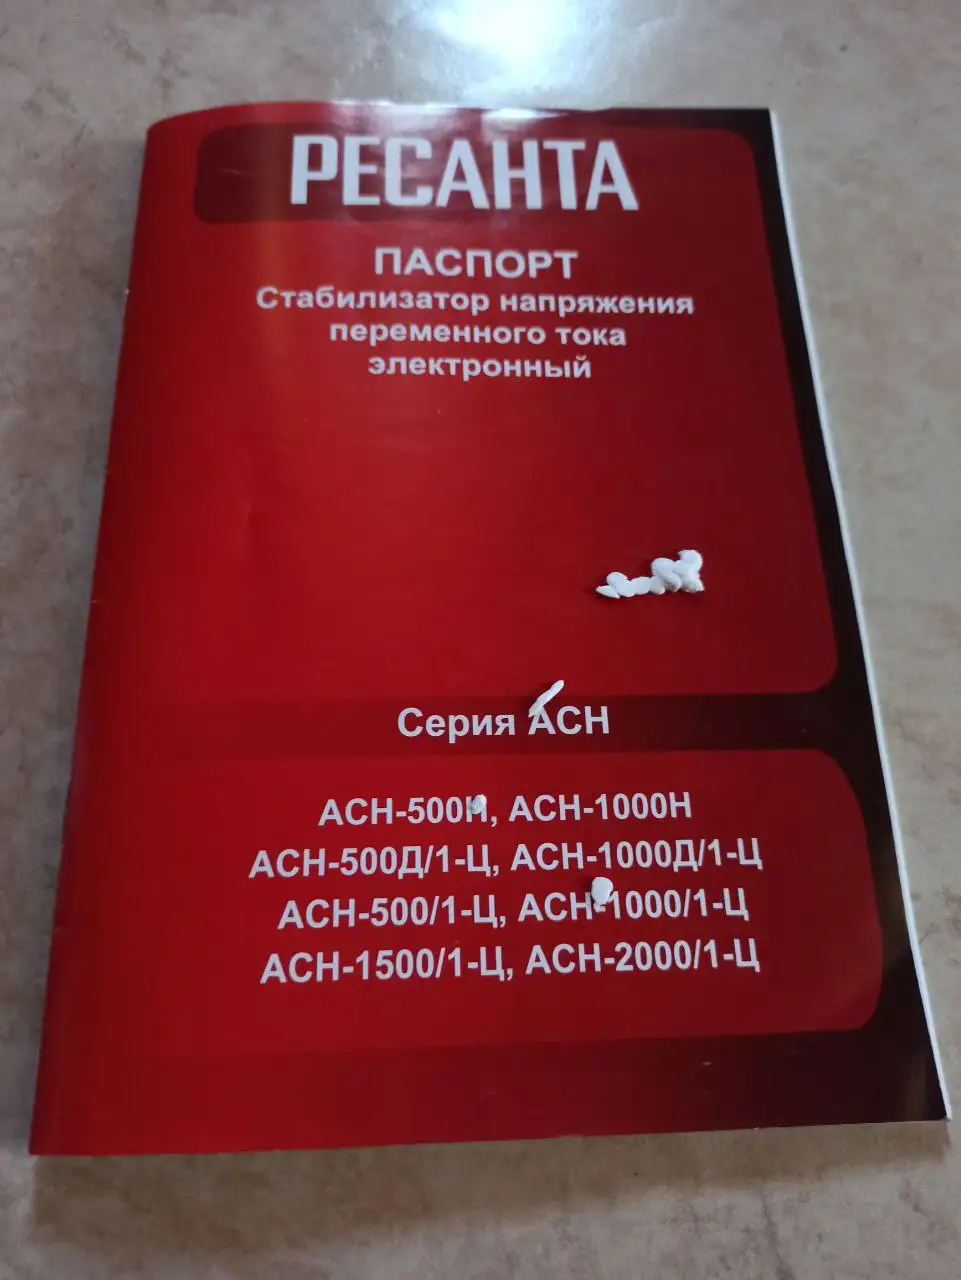 РЕСАНТА
ПАСПОРТ
Стабилизатор напряжения
переменного тока
электронный
Серия АСН
АСН-500Н, АСН-1000Н
АСН-500Д/1-Ц, АСН-1000Д/1-Ц
АСН-500/1-Ц, АСН-1000/1-Ц
АСН-1500/1-Ц, АСН-2000/1-Ц